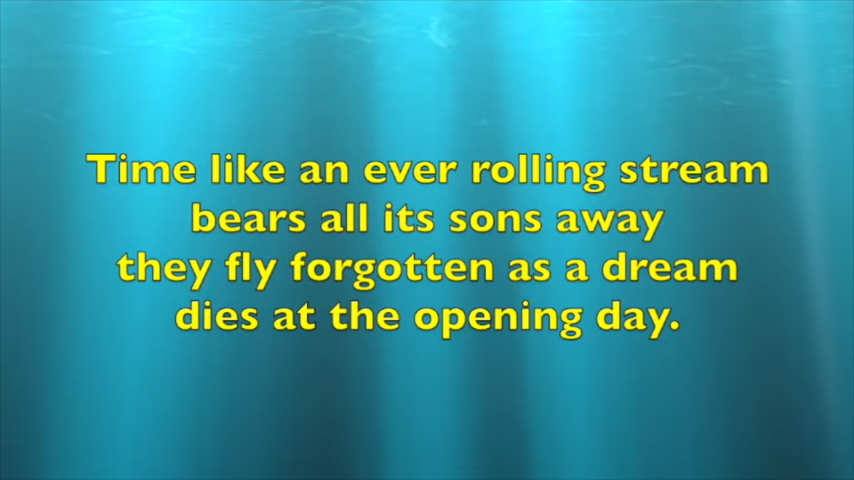 Time like an ever rolling stream
bears all its sons away
they fly forgotten as a dream
dies at the opening day.